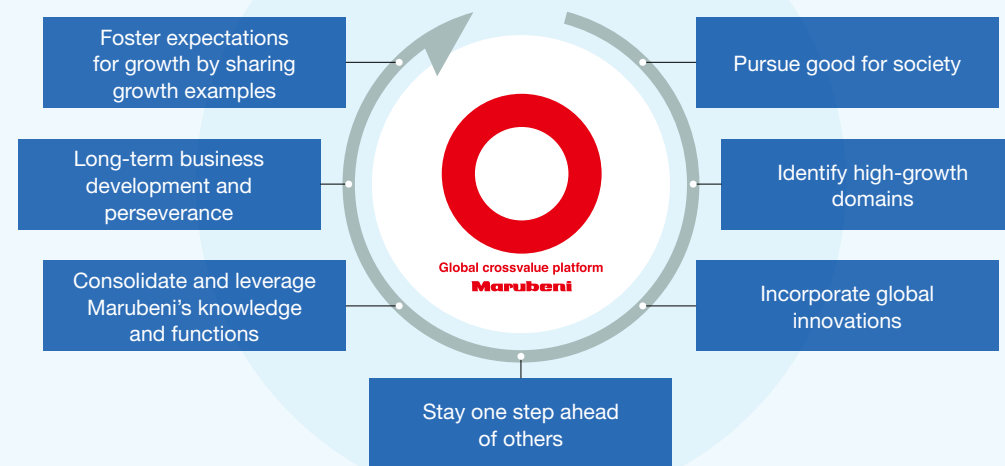 Foster expectations
for growth by sharing
growth examples
Pursue good for society
Long-term business
development and
perseverance
Identify high-growth
domains
Global crossvalue platform
Marubeni
Consolidate and leverage
Marubeni’s knowledge
and functions
Incorporate global
innovations
Stay one step ahead
of others